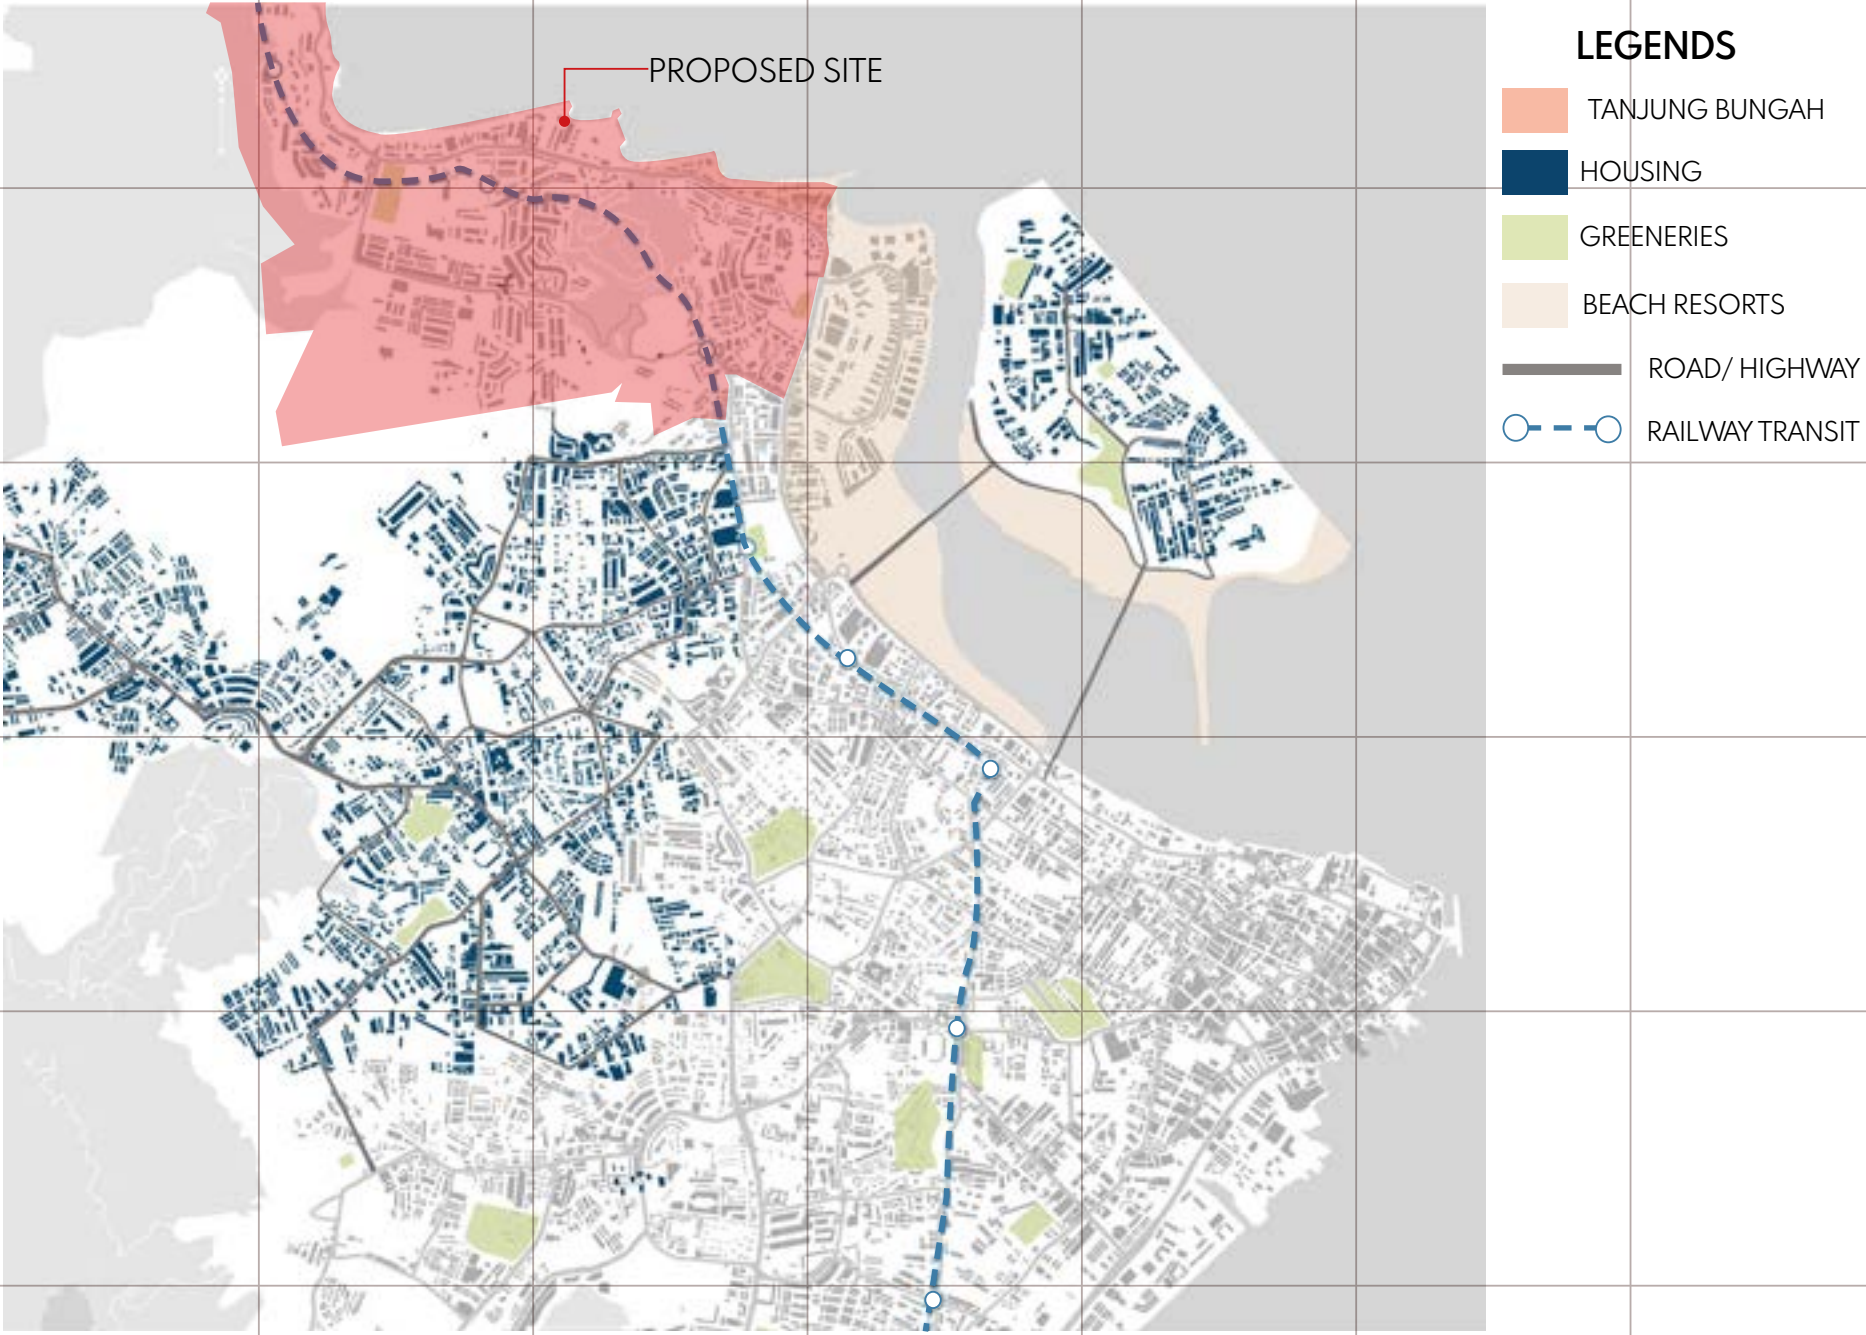 PROPOSED SITE
LEGENDS
TANJUNG BUNGAH
HOUSING
GREENERIES
BEACH RESORTS
ROAD/ HIGHWAY
RAILWAY TRANSIT